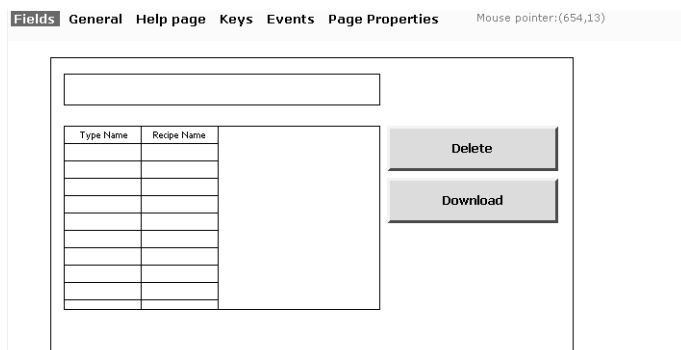 Fields General Help page Keys Events Page Properties Mouse pointer:(654,13)
Type Name Recipe Name
Delete
Download